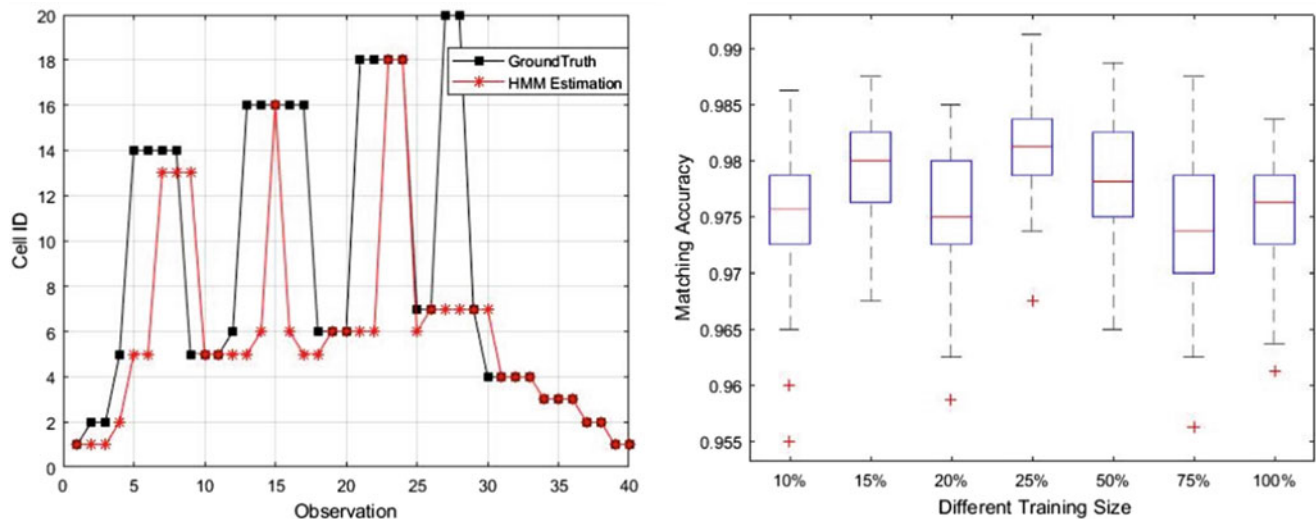 20
18
16
14
12
10
8
6
4
2
0
Cell ID
GroundTruth
HMM Estimation
0 5 10 15 20 25 30 35 40
Observation
0.99
0.985
0.98
0.975
0.97
0.965
0.96
0.955
Matching Accuracy
10% 15% 20% 25% 50% 75% 100%
Different Training Size